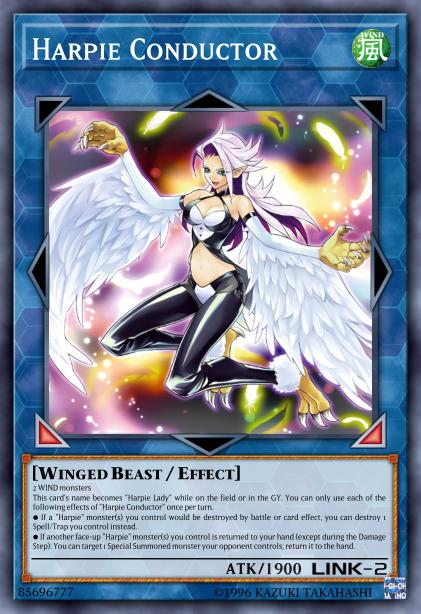 HARPIE CONDUCTOR
WIND
風
[WINGED BEAST / EFFECT]
2 WIND monsters
This card's name becomes "Harpie Lady" while on the field or in the GY. You can only use each of the
following effects of "Harpie Conductor" once per turn.
● If a "Harpie" monster(s) you control would be destroyed by battle or card effect, you can destroy 1
Spell/Trap you control instead.
● If another face-up "Harpie" monster(s) you control is returned to your hand (except during the Damage
Step): You can target 1 Special Summoned monster your opponent controls; return it to the hand.
ATK/1900 LINK-2
85696777 ©1996 KAZUKI TAKAHASHI